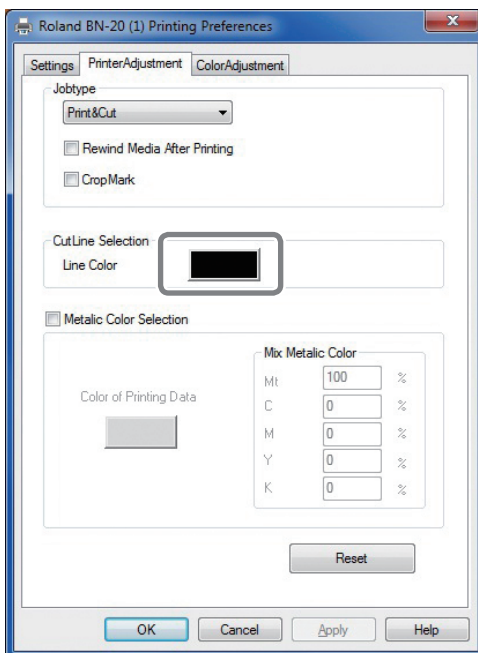 Roland BN-20 (1) Printing Preferences
Settings PrinterAdjustment ColorAdjustment
Jobtype
Print&Cut
Rewind Media After Printing
CropMark
CutLine Selection
Line Color
Metalic Color Selection
Mix Metalic Color
Color of Printing Data
Mt 100 %
C 0 %
M 0 %
Y 0 %
K 0 %
Reset
OK Cancel Apply Help